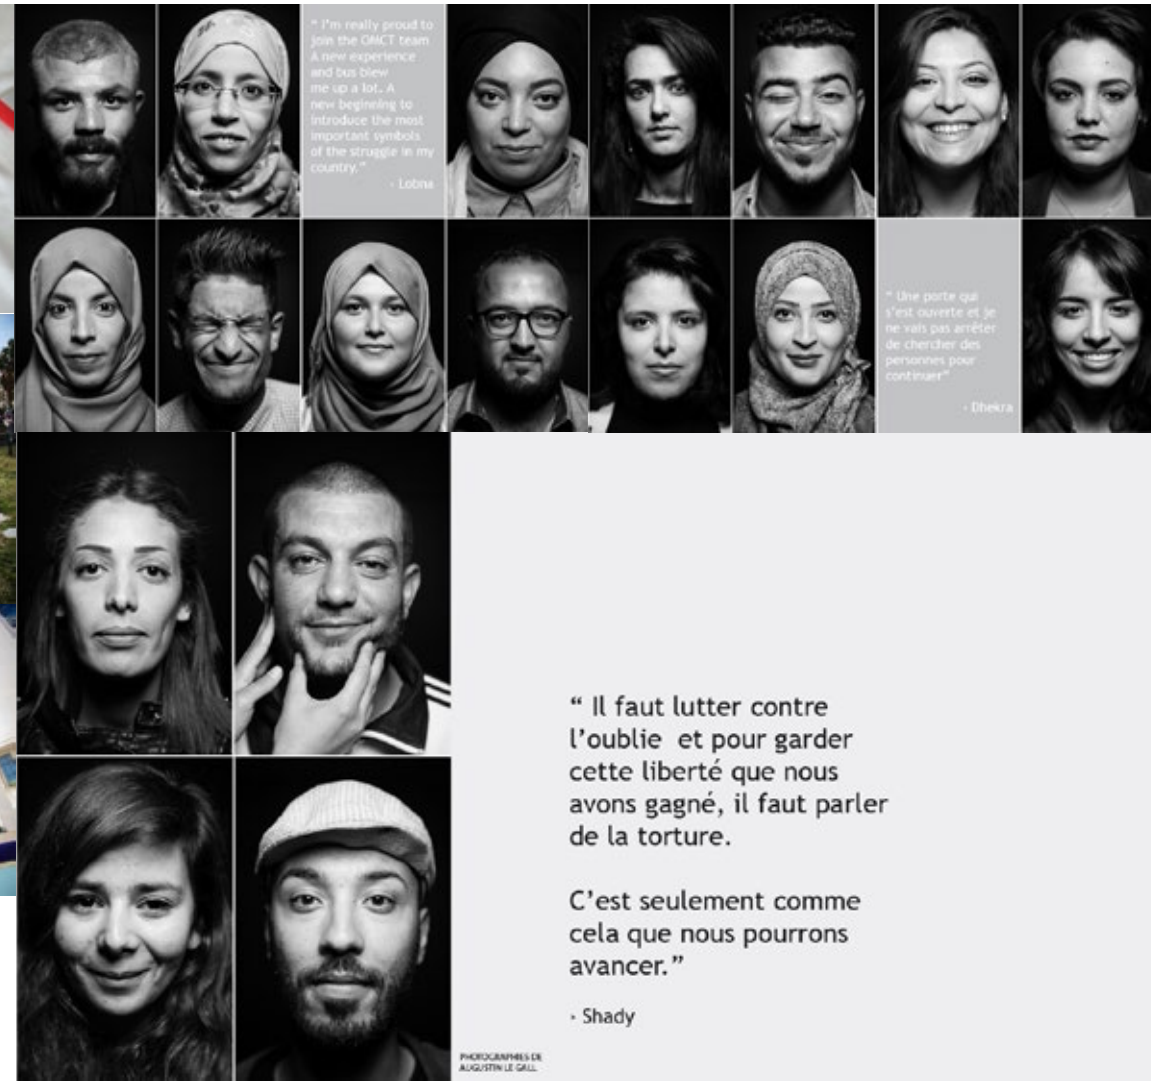 “ I'm really proud to
join the OMCT team
A new experience
and bus blew
me up a lot. A
new beginning to
introduce the most
important symbols
of the struggle in my
country.”
- Lobna
“ Une porte qui
s'est ouverte et je
ne vais pas arrêter
de chercher des
personnes pour
continuer”
- Dhekra
“ Il faut lutter contre
l’oublie et pour garder
cette liberté que nous
avons gagné, il faut parler
de la torture.
C’est seulement comme
cela que nous pourrons
avancer.”
- Shady
PHOTOGRAPHIES DE
AUGUSTIN LE GALL